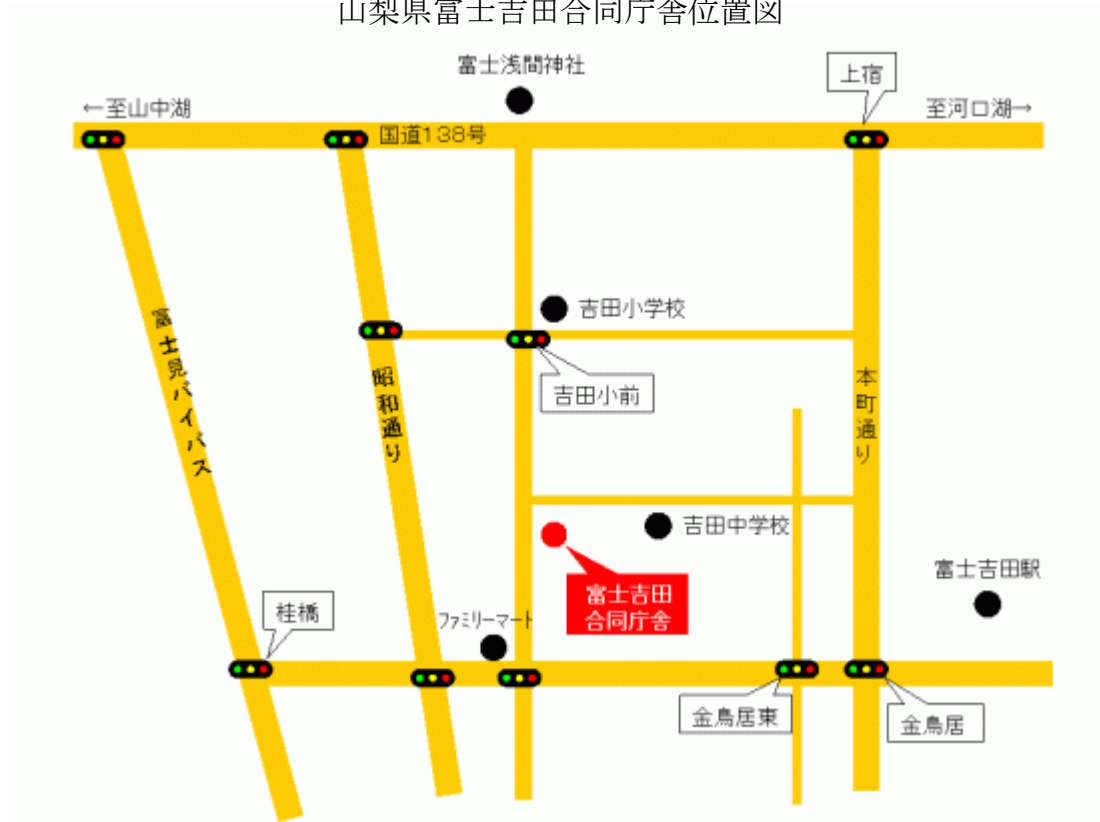 山梨県富士吉田合同庁舎位置図
富士浅間神社
上宿
←至山中湖
至河口湖→
国道138号
吉田小学校
富士見バイパス
昭和通り
吉田小前
本町通り
吉田中学校
富士吉田駅
富士吉田
合同庁舎
桂橋
ファミリーマート
金鳥居東
金鳥居